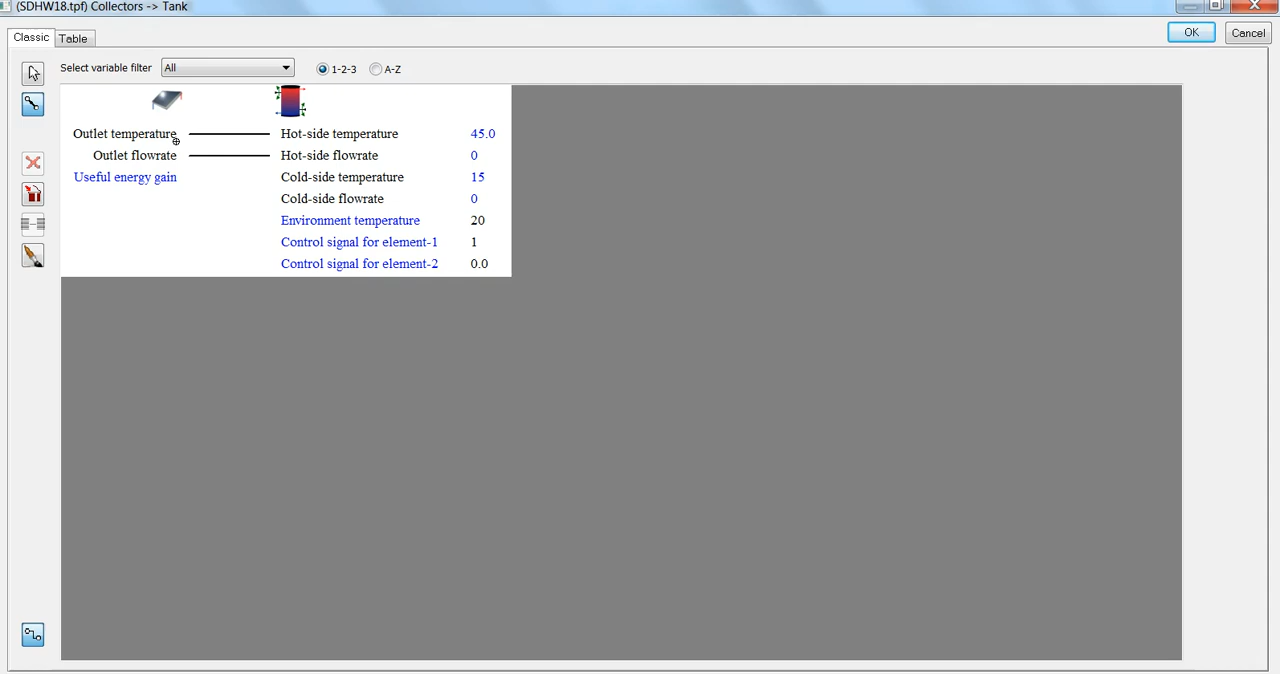 (SDHW18.tpf) Collectors -> Tank
Classic Table OK Cancel
Select variable filter All 1-2-3 A-Z
Outlet temperature Hot-side temperature 45.0
Outlet flowrate Hot-side flowrate 0
Useful energy gain Cold-side temperature 15
Cold-side flowrate 0
Environment temperature 20
Control signal for element-1 1
Control signal for element-2 0.0